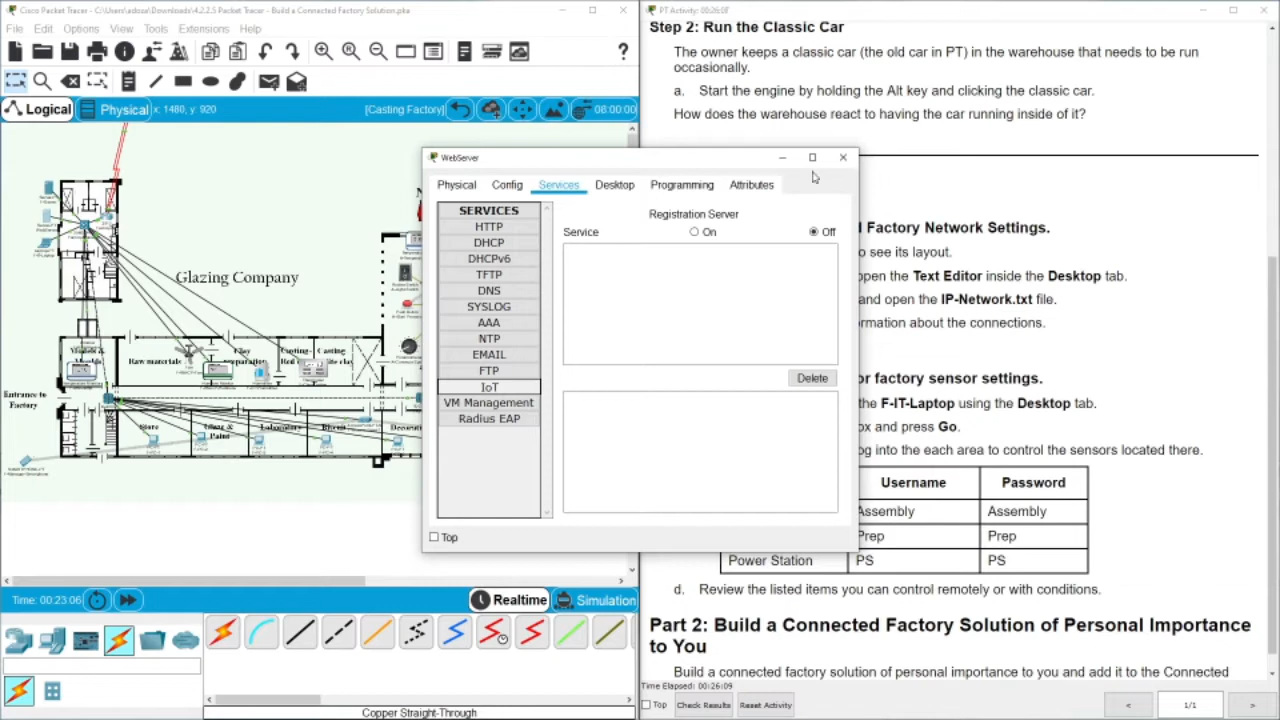 Cisco Packet Tracer - C:\Users\adoza\Downloads\4.2.2.5 Packet Tracer - Build a Connected Factory Solution.pka
File Edit Options View Tools Extensions Help
Logical Physical x: 1480, y: 920 [Casting Factory] 08:00:00
Glazing Company
Raw materials Clay preparation Casting- Casting
Entrance to
Factory
Store
Glaze &
Paint
Laboratory
Biscuit
Decorati
Time: 00:23:06 Realtime Simulation
Copper Straight-Through
WebServer
Physical Config Services Desktop Programming Attributes
SERVICES
HTTP
DHCP
DHCPv6
TFTP
DNS
SYSLOG
AAA
NTP
EMAIL
FTP
IoT
VM Management
Radius EAP
Registration Server
Service On Off
Delete
Top
PT Activity: 00:26:07
Step 2: Run the Classic Car
The owner keeps a classic car (the old car in PT) in the warehouse that needs to be run
occasionally.
a. Start the engine by holding the Alt key and clicking the classic car.
How does the warehouse react to having the car running inside of it?
Factory Network Settings.
o see its layout.
open the Text Editor inside the Desktop tab.
and open the IP-Network.txt file.
ormation about the connections.
or factory sensor settings.
the F-IT-Laptop using the Desktop tab.
ox and press Go.
og into the each area to control the sensors located there.
Username Password
Assembly Assembly
Prep Prep
Power Station PS PS
d. Review the listed items you can control remotely or with conditions.
Part 2: Build a Connected Factory Solution of Personal Importance
to You
Build a connected factory solution of personal importance to you and add it to the Connected
Time Elapsed: 00:26:09
Top Check Results Reset Activity < 1/1 >